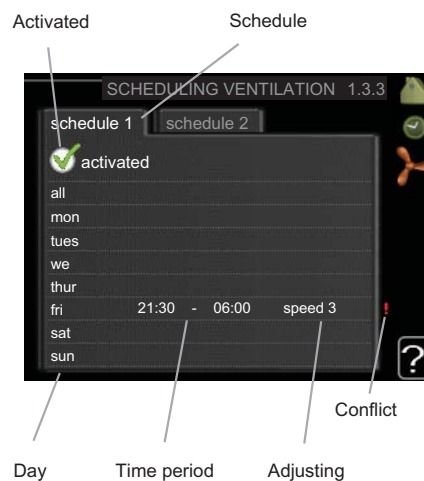 Activated
Schedule
SCHEDULING VENTILATION 1.3.3
schedule 1 schedule 2
activated
all
mon
tues
we
thur
fri 21:30 - 06:00 speed 3 !
sat
sun
?
Conflict
Day Time period Adjusting